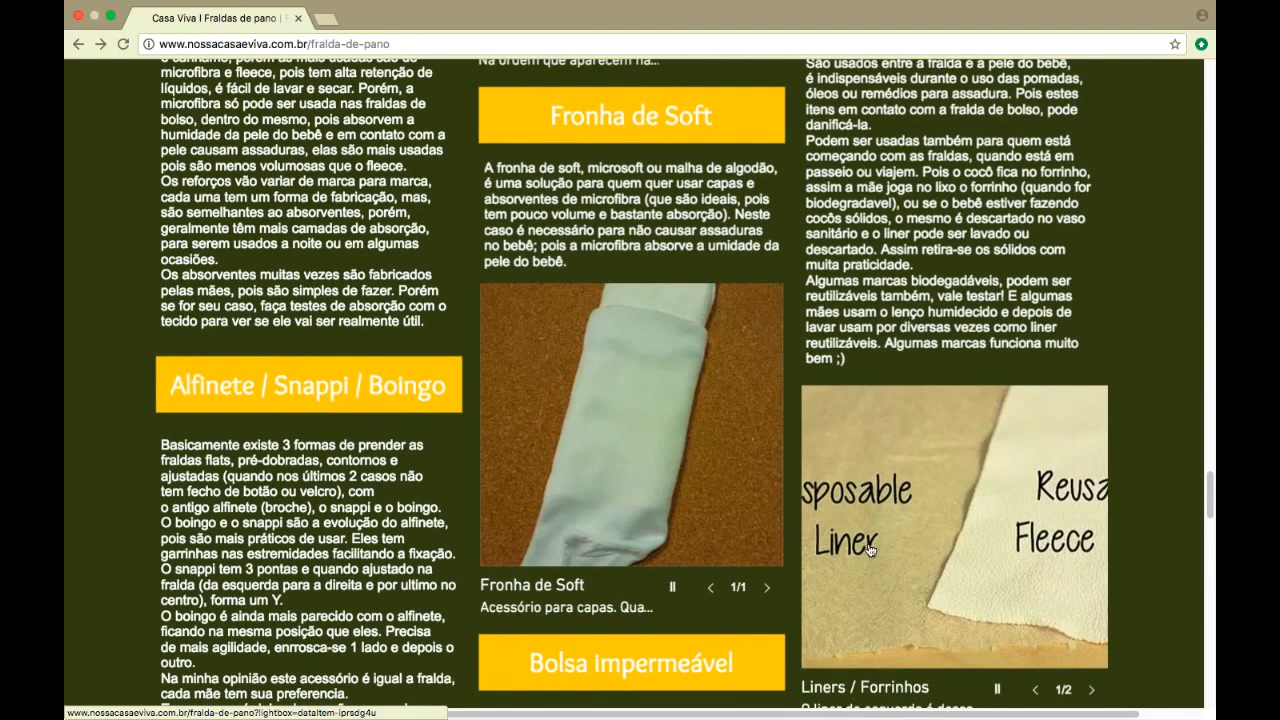 Casa Viva I Fraldas de pano |
www.nossacasaeviva.com.br/fralda-de-pano
microfibra e fleece, pois tem alta retenção de
líquidos, é fácil de lavar e secar. Porém, a
microfibra só pode ser usada nas fraldas de
bolso, dentro do mesmo, pois absorvem a
humidade da pele do bebê e em contato com a
pele causam assaduras, elas são mais usadas
pois são menos volumosas que o fleece.
Os reforços vão variar de marca para marca,
cada uma tem um forma de fabricação, mas,
são semelhantes ao absorventes, porém,
geralmente têm mais camadas de absorção,
para serem usados a noite ou em algumas
ocasiões.
Os absorventes muitas vezes são fabricados
pelas mães, pois são simples de fazer. Porém
se for seu caso, faça testes de absorção com o
tecido para ver se ele vai ser realmente útil.
Alfinete / Snappi / Boingo
Basicamente existe 3 formas de prender as
fraldas flats, pré-dobradas, contornos e
ajustadas (quando nos últimos 2 casos não
tem fecho de botão ou velcro), com
o antigo alfinete (broche), o snappi e o boingo.
O boingo e o snappi são a evolução do alfinete,
pois são mais práticos de usar. Eles tem
garrinhas nas estremidades facilitando a fixação.
O snappi tem 3 pontas e quando ajustado na
fralda (da esquerda para a direita e por ultimo no
centro), forma um Y.
O boingo é ainda mais parecido com o alfinete,
ficando na mesma posição que eles. Precisa
de mais agilidade, enrrosca-se 1 lado e depois o
outro.
Na minha opinião este acessório é igual a fralda,
cada mãe tem sua preferencia.
Na ordem que aparecem na...
Fronha de Soft
A fronha de soft, microsoft ou malha de algodão,
é uma solução para quem quer usar capas e
absorventes de microfibra (que são ideais, pois
tem pouco volume e bastante absorção). Neste
caso é necessário para não causar assaduras
no bebê; pois a microfibra absorve a umidade da
pele do bebê.
Fronha de Soft
1/1
Acessório para capas. Qua...
Bolsa impermeável
São usados entre a fralda e a pele do bebê,
é indispensáveis durante o uso das pomadas,
óleos ou remédios para assadura. Pois estes
itens em contato com a fralda de bolso, pode
danificá-la.
Podem ser usadas também para quem está
começando com as fraldas, quando está em
passeio ou viajem. Pois o cocô fica no forrinho,
assim a mãe joga no lixo o forrinho (quando for
biodegradavel), ou se o bebê estiver fazendo
cocôs sólidos, o mesmo é descartado no vaso
sanitário e o liner pode ser lavado ou
descartado. Assim retira-se os sólidos com
muita praticidade.
Algumas marcas biodegadáveis, podem ser
reutilizáveis também, vale testar! E algumas
mães usam o lenço humidecido e depois de
lavar usam por diversas vezes como liner
reutilizáveis. Algumas marcas funciona muito
bem ;)
sposable
Liner
Reusa
Fleece
Liners / Forrinhos
1/2
www.nossacasaeviva.com.br/fralda-de-pano?lightbox=dataItem-iprsdg4u